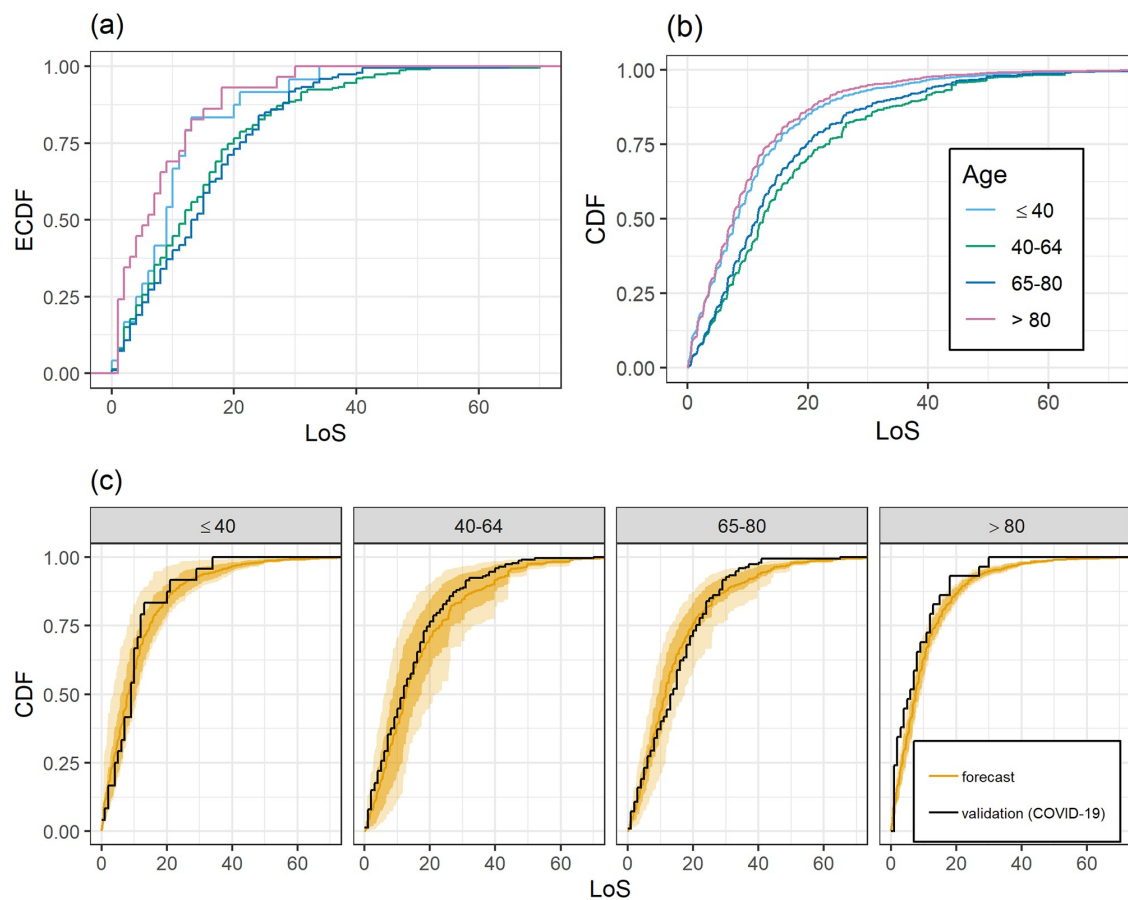 (a)
ECDF
1.00
0.75
0.50
0.25
0.00
0 20 40 60
LoS
(b)
CDF
1.00
0.75
0.50
0.25
0.00
Age
≤ 40
40-64
65-80
> 80
0 20 40 60
LoS
(c)
≤ 40 40-64 65-80 > 80
CDF
1.00
0.75
0.50
0.25
0.00
forecast
validation (COVID-19)
0 20 40 60 0 20 40 60 0 20 40 60 0 20 40 60
LoS